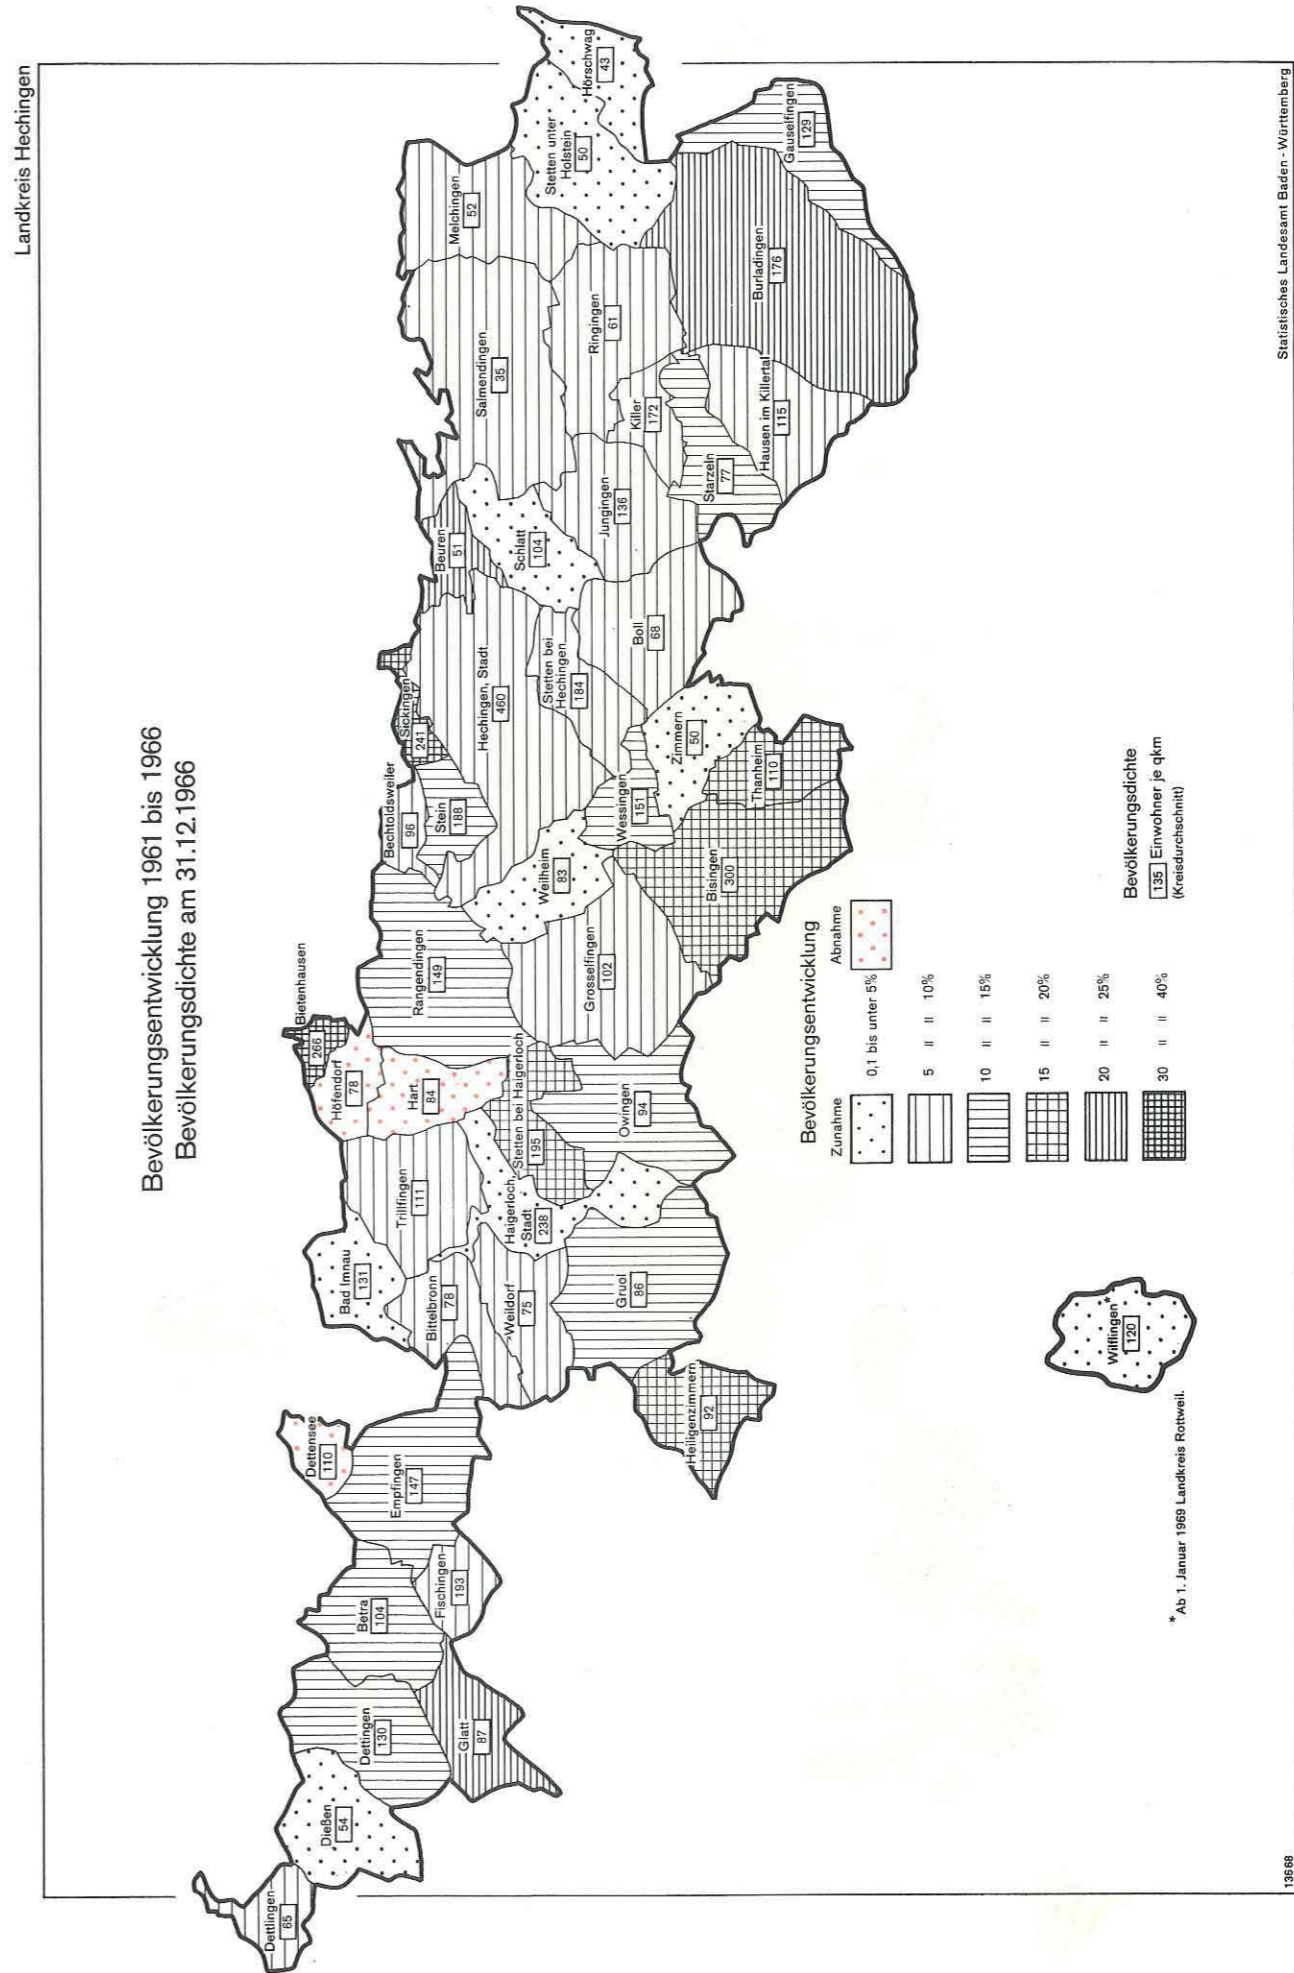 Landkreis Hechingen
Bevölkerungsentwicklung 1961 bis 1966
Bevölkerungsdichte am 31.12.1966
Dettlingen
65
Dießen
54
Dettingen
130
Glatt
87
Betra
104
Fischingen
193
Dettensee
110
Empfingen
147
Heiligenzimmern
92
Bad Imnau
131
Bittelbronn
78
Weildorf
75
Gruol
86
Trillfingen
111
Haigerloch,
Stadt
238
Stetten bei Haigerloch
195
Owingen
94
Höfendorf
78
Hart
84
Bietenhausen
266
Rangendingen
149
Grosselfingen
102
Bechtoldsweiler
96
Stein
188
Weilheim
83
Wessingen
151
Bisingen
300
Thanheim
110
Zimmern
50
Sickingen
241
Hechingen, Stadt
460
Stetten bei
Hechingen
184
Boll
68
Beuren
51
Schlatt
104
Jungingen
136
Starzeln
77
Killer
172
Hausen im Killertal
115
Salmendingen
35
Ringingen
61
Burladingen
176
Melchingen
52
Stetten unter
Holstein
50
Hörschwag
43
Gauselfingen
129
Wilflingen*
120
* Ab 1. Januar 1969 Landkreis Rottweil.
Bevölkerungsentwicklung
Zunahme
Abnahme
0,1 bis unter 5%
5 " " 10%
10 " " 15%
15 " " 20%
20 " " 25%
30 " " 40%
Bevölkerungsdichte
135 Einwohner je qkm
(Kreisdurchschnitt)
13668
Statistisches Landesamt Baden-Württemberg